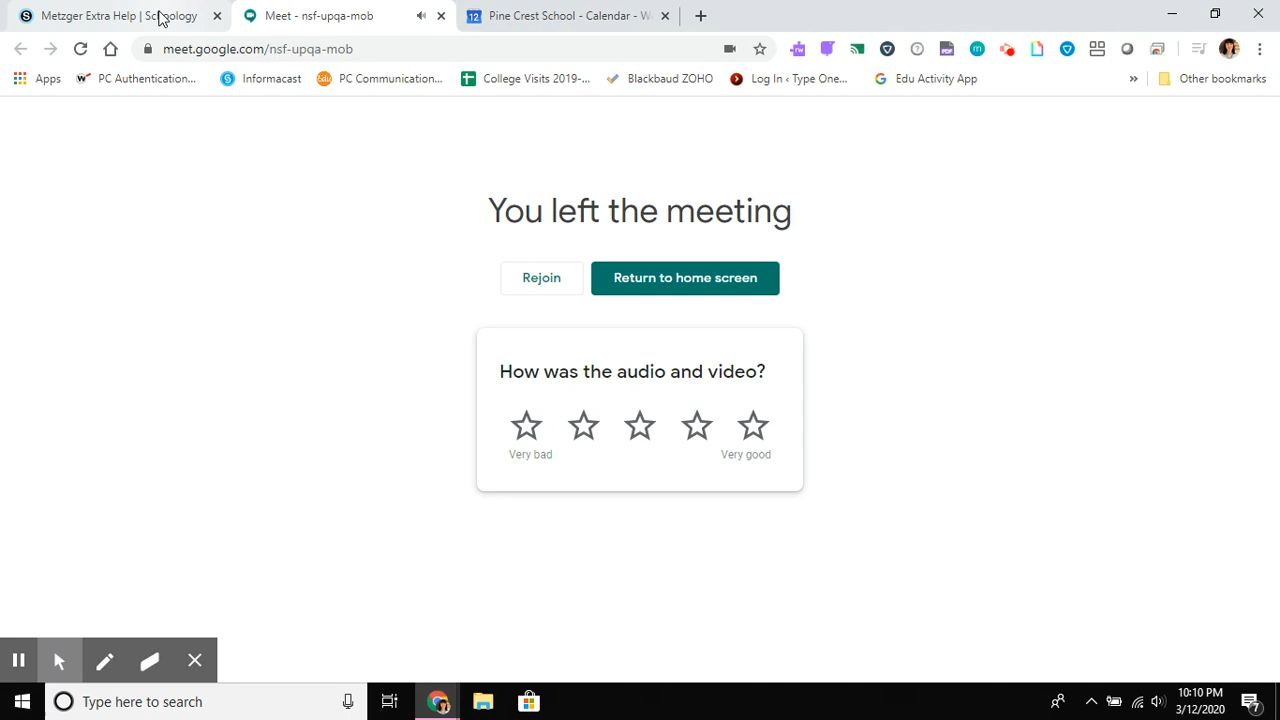 Metzger Extra Help | Schoology
Meet - nsf-upqa-mob
Pine Crest School - Calendar - W
meet.google.com/nsf-upqa-mob
Apps
PC Authentication...
Infomacast
PC Communication...
College Visits 2019-...
Blackbaud ZOHO
Log In ‹ Type One...
Edu Activity App
»
Other bookmarks
You left the meeting
Rejoin
Return to home screen
How was the audio and video?
Very bad
Very good
Type here to search
10:10 PM
3/12/2020
7